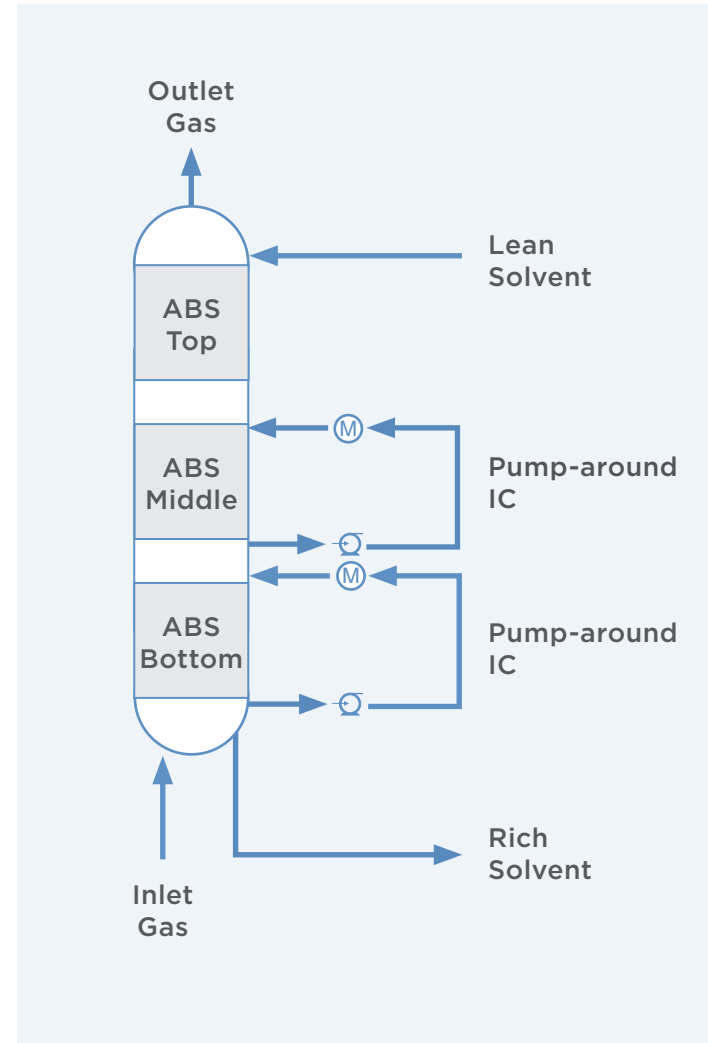 Outlet
Gas
Lean
Solvent
ABS
Top
M
ABS
Middle
Pump-around
IC
M
ABS
Bottom
Pump-around
IC
Rich
Solvent
Inlet
Gas